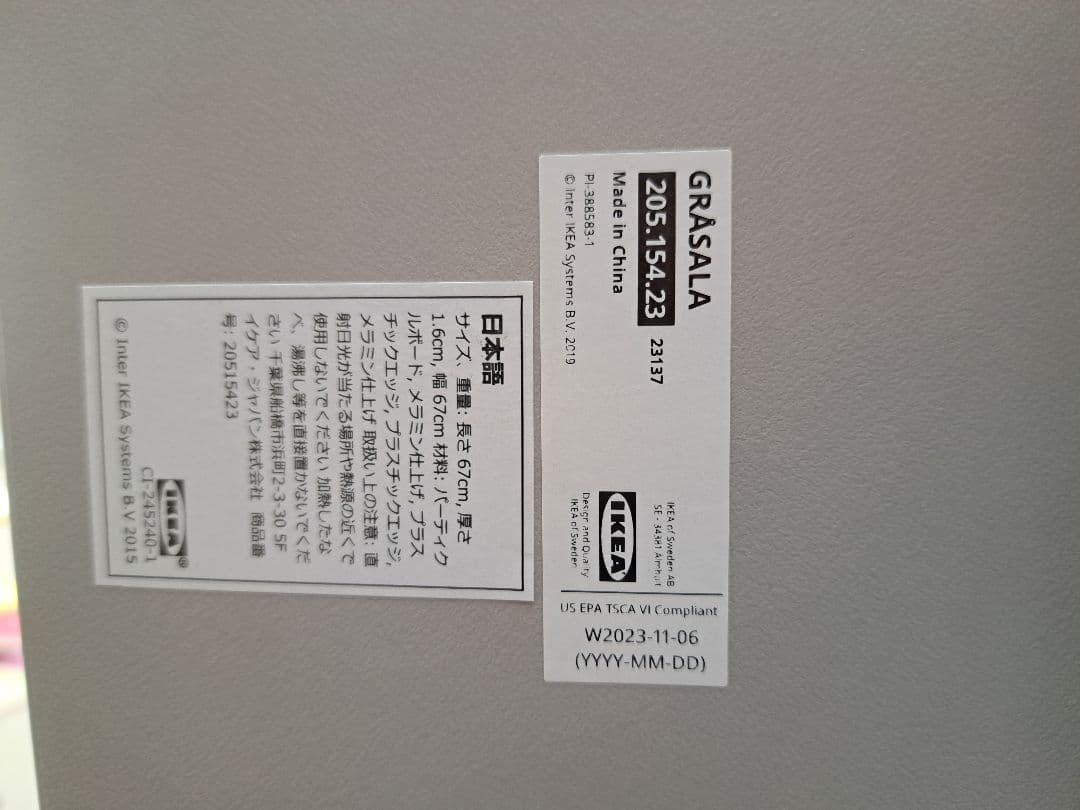 GRÅSALA
205.154.23 23137
Made in China
PI-388583-1
© Inter IKEA Systems B.V. 2019
IKEA of Sweden AB
SE - 34381 Älmhult
IKEA
Design and Quality
IKEA of Sweden
US EPA TSCA VI Compliant
W2023-11-06
(YYYY-MM-DD)
日本語
サイズ、重量: 長さ 67cm, 厚さ
1.6cm, 幅 67cm 材料: パーティク
ルボード, メラミン仕上げ, プラス
チックエッジ, プラスチックエッジ,
メラミン仕上げ 取扱い上の注意: 直
射日光が当たる場所や熱源の近くで
使用しないでください 加熱したな
べ、湯沸し等を直接置かないでくだ
さい 千葉県船橋市浜町2-3-30 5F
イケア・ジャパン株式会社 商品番
号: 20515423
IKEA®
CI-245240-1
© Inter IKEA Systems B.V 2015